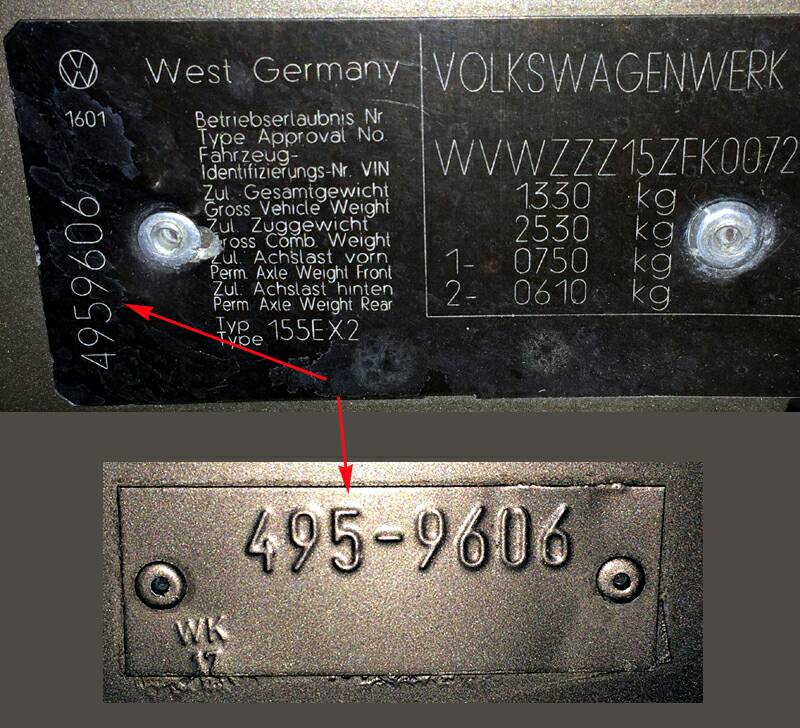 West Germany
1601
4959606
Betriebserlaubnis Nr
Type Approval No
Fahrzeug-
Identifizierungs-Nr. VIN
Zul. Gesamtgewicht
Gross Vehicle Weight
Zul. Zuggewicht
Gross Comb. Weight
Zul. Achslast vorn
Perm. Axle Weight Front
Zul. Achslast hinten
Perm. Axle Weight Rear
Typ
Type 155EX2
VOLKSWAGENWERK
WVWZZZ15ZFK0072
1330 kg
2530 kg
1- 0750 kg
2- 0610 kg
495-9606
WK
17